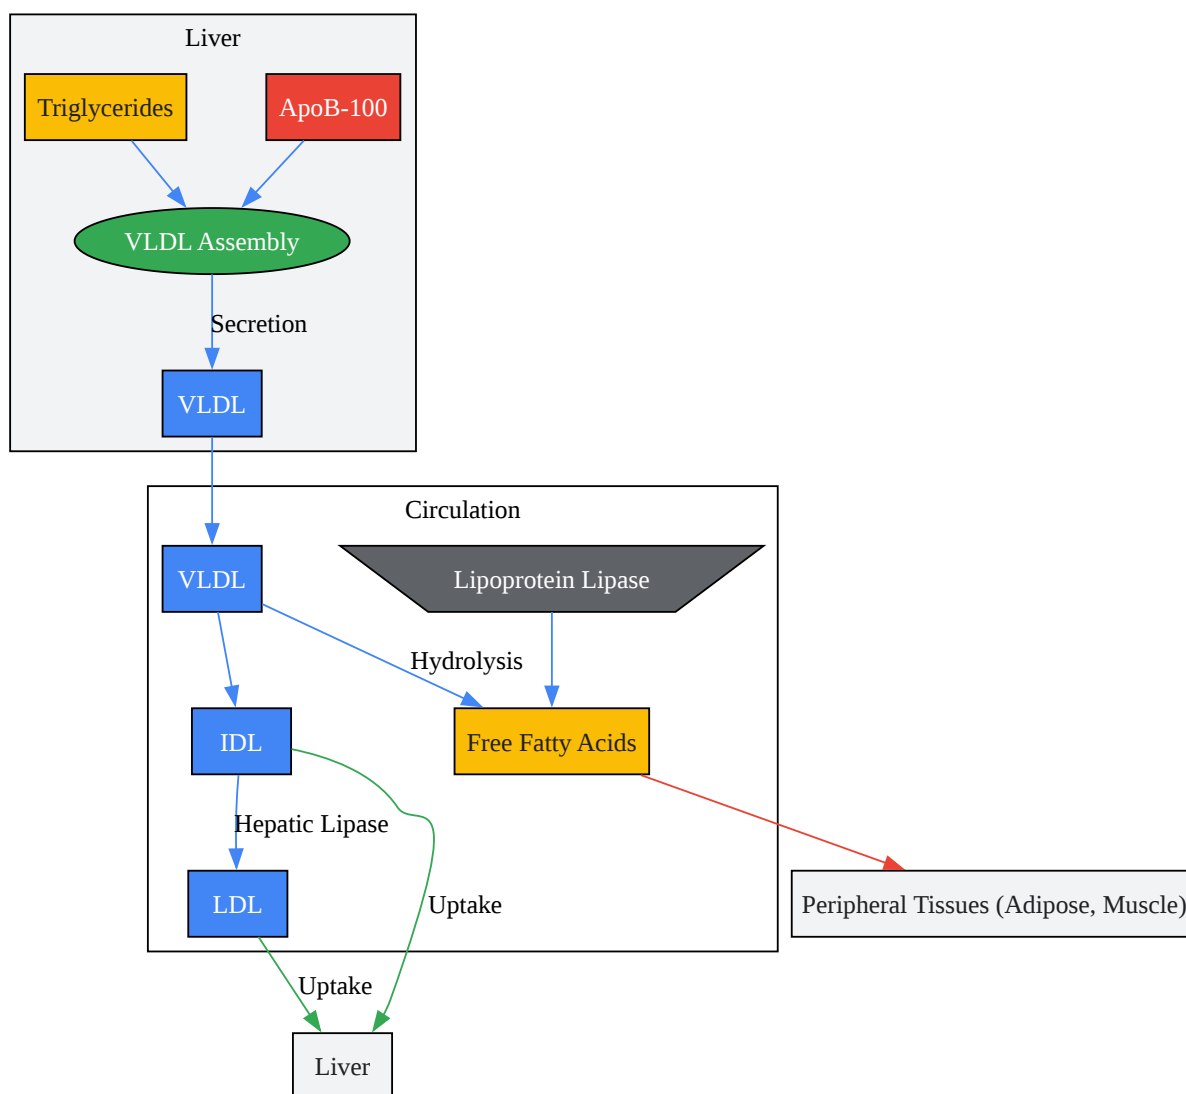 Liver
Triglycerides
ApoB-100
VLDL Assembly
Secretion
VLDL
Circulation
VLDL
Lipoprotein Lipase
Hydrolysis
IDL
Free Fatty Acids
Hepatic Lipase
LDL
Uptake
Peripheral Tissues (Adipose, Muscle)
Uptake
Liver